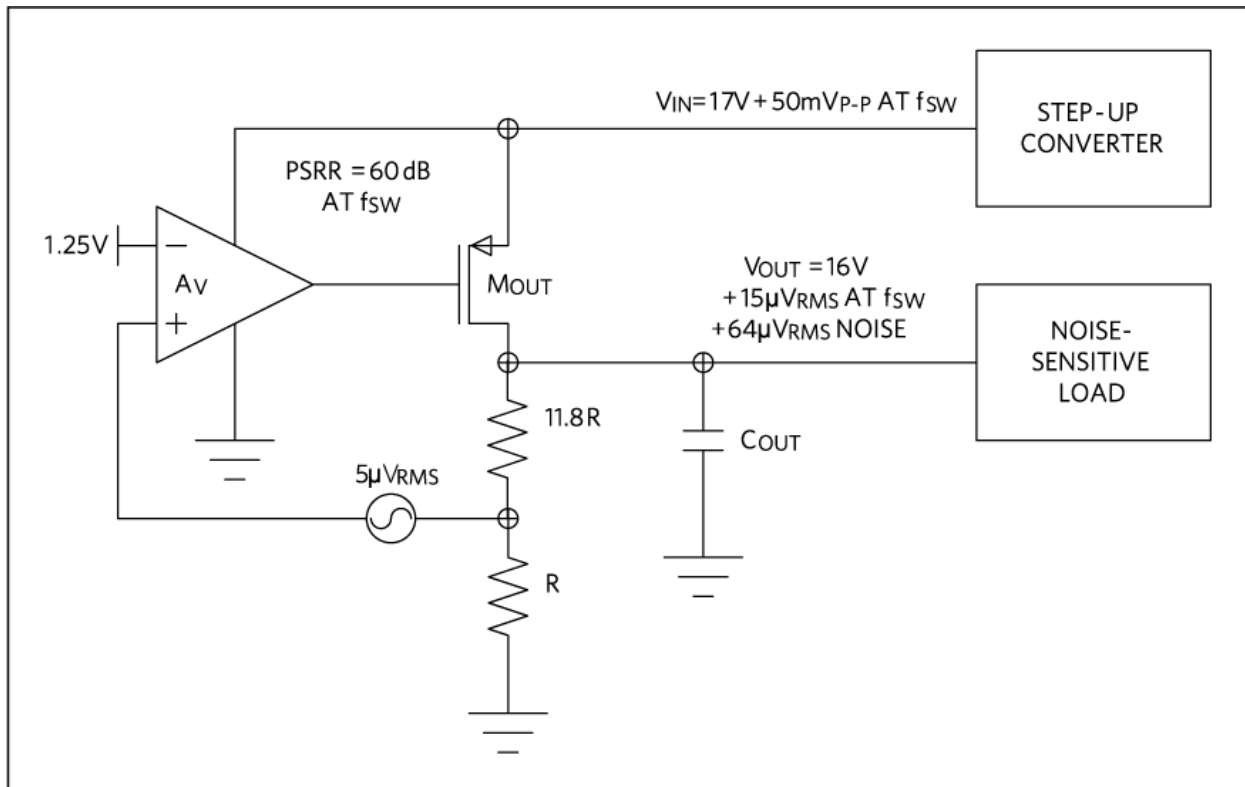 VIN=17V+50mVP-P AT fSW
STEP-UP
CONVERTER
PSRR = 60 dB
AT fSW
1.25V
−
AV
+
MOUT
VOUT = 16V
+15μVRMS AT fSW
+64μVRMS NOISE
NOISE-
SENSITIVE
LOAD
11.8R
COUT
5μVRMS
R